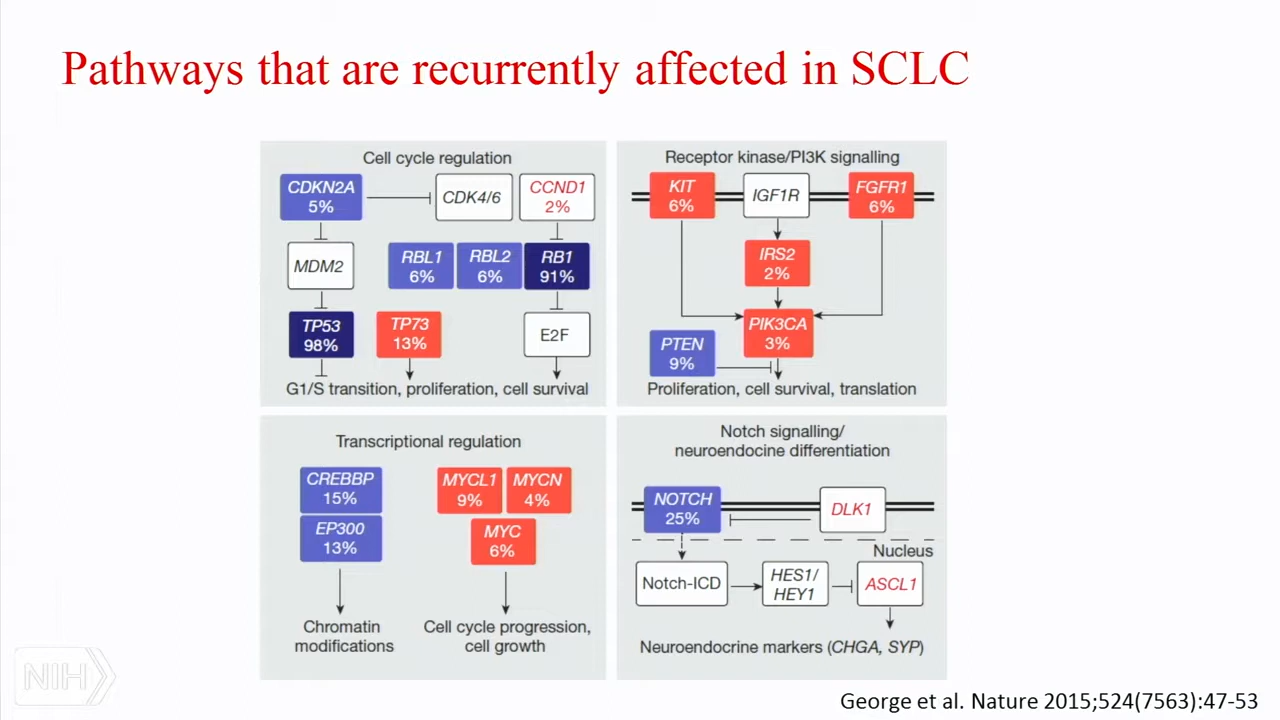 Pathways that are recurrently affected in SCLC
Cell cycle regulation
CDKN2A
5%
CDK4/6
CCND1
2%
MDM2
RBL1
6%
RBL2
6%
RB1
91%
TP53
98%
TP73
13%
E2F
G1/S transition, proliferation, cell survival
Receptor kinase/PI3K signalling
KIT
6%
IGF1R
FGFR1
6%
IRS2
2%
PIK3CA
3%
PTEN
9%
Proliferation, cell survival, translation
Transcriptional regulation
CREBBP
15%
EP300
13%
MYCL1
9%
MYCN
4%
MYC
6%
Chromatin
modifications
Cell cycle progression,
cell growth
Notch signalling/
neuroendocrine differentiation
NOTCH
25%
DLK1
Nucleus
Notch-ICD
HES1/
HEY1
ASCL1
Neuroendocrine markers (CHGA, SYP)
NIH
George et al. Nature 2015;524(7563):47-53